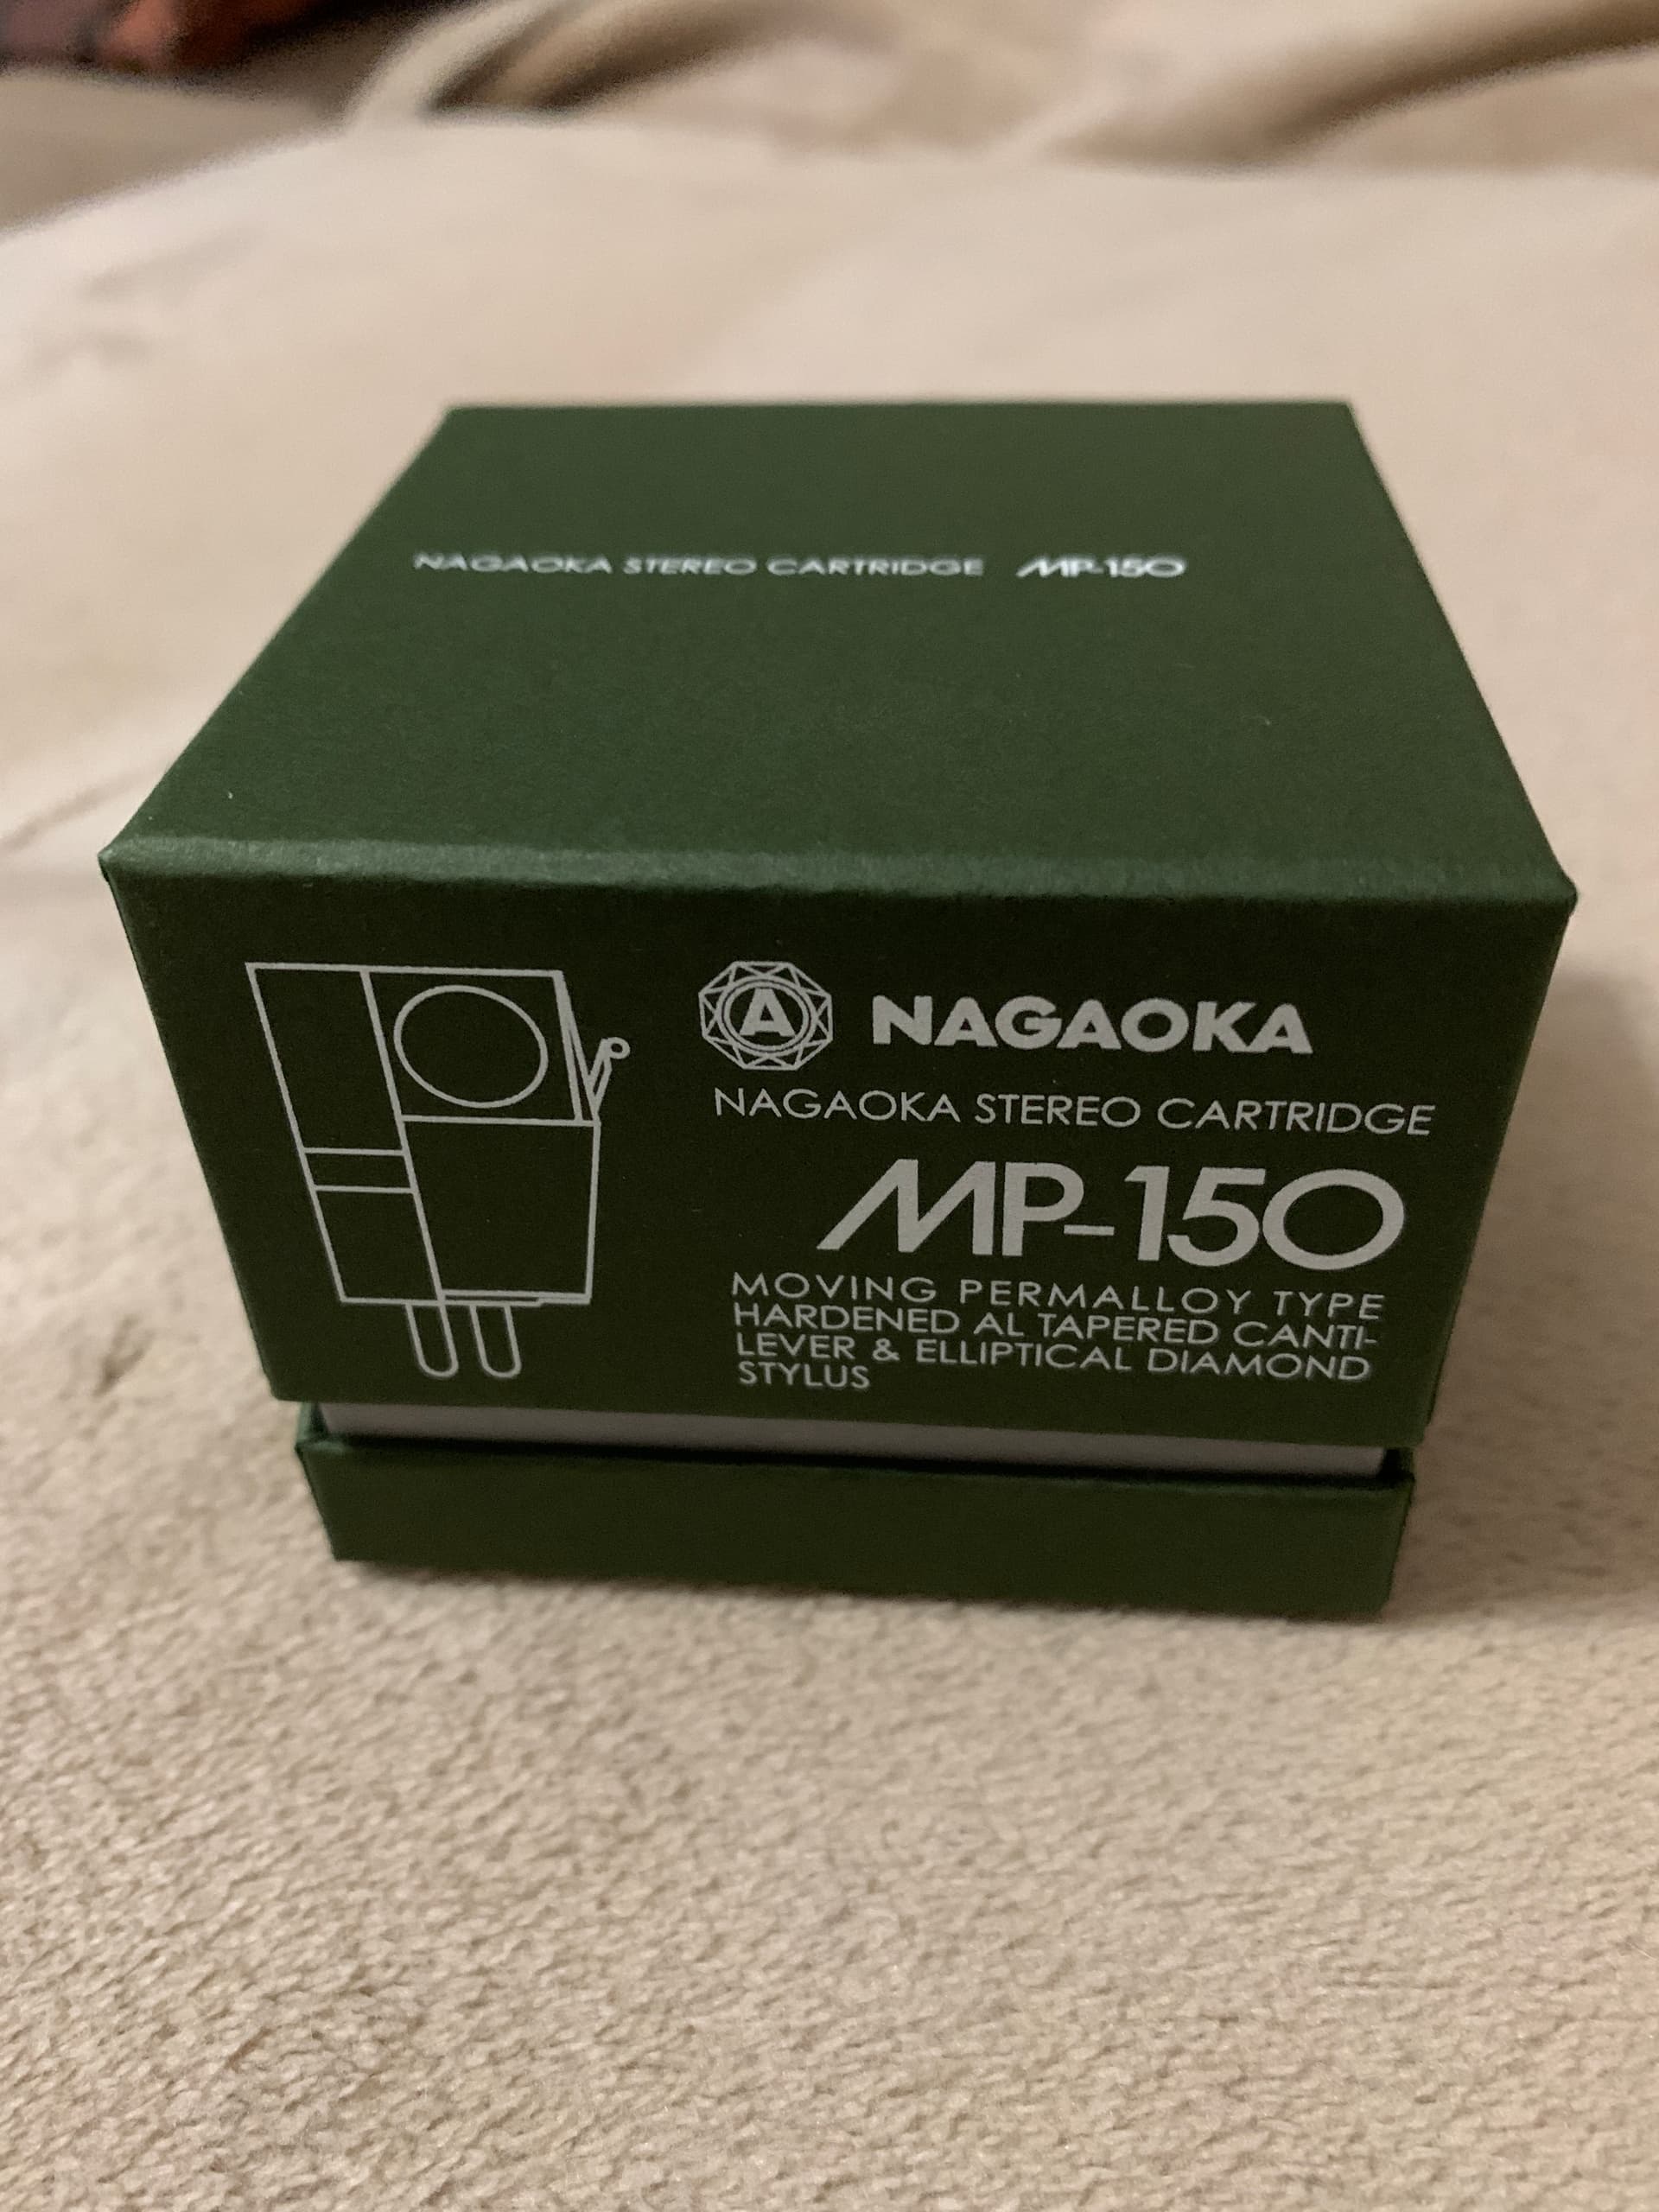 NAGAOKA STEREO CARTRIDGE MP-150
A NAGAOKA
NAGAOKA STEREO CARTRIDGE
MP-150
MOVING PERMALLOY TYPE
HARDENED AL TAPERED CANTI-
LEVER & ELLIPTICAL DIAMOND
STYLUS